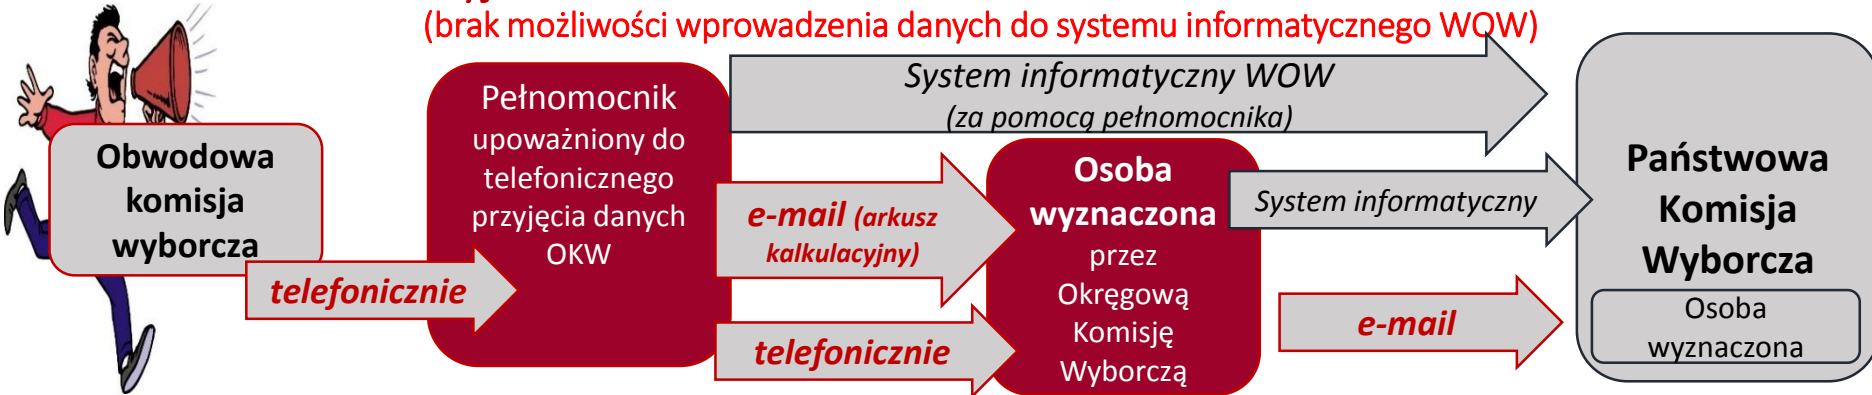 (brak możliwości wprowadzenia danych do systemu informatycznego WOW)
Obwodowa
komisja
wyborcza
telefonicznie
Pełnomocnik
upoważniony do
telefonicznego
przyjęcia danych
OKW
System informatyczny WOW
(za pomocą pełnomocnika)
e-mail (arkusz
kalkulacyjny)
telefonicznie
Osoba
wyznaczona
przez
Okręgową
Komisję
Wyborczą
System informatyczny
e-mail
Państwowa
Komisja
Wyborcza
Osoba
wyznaczona